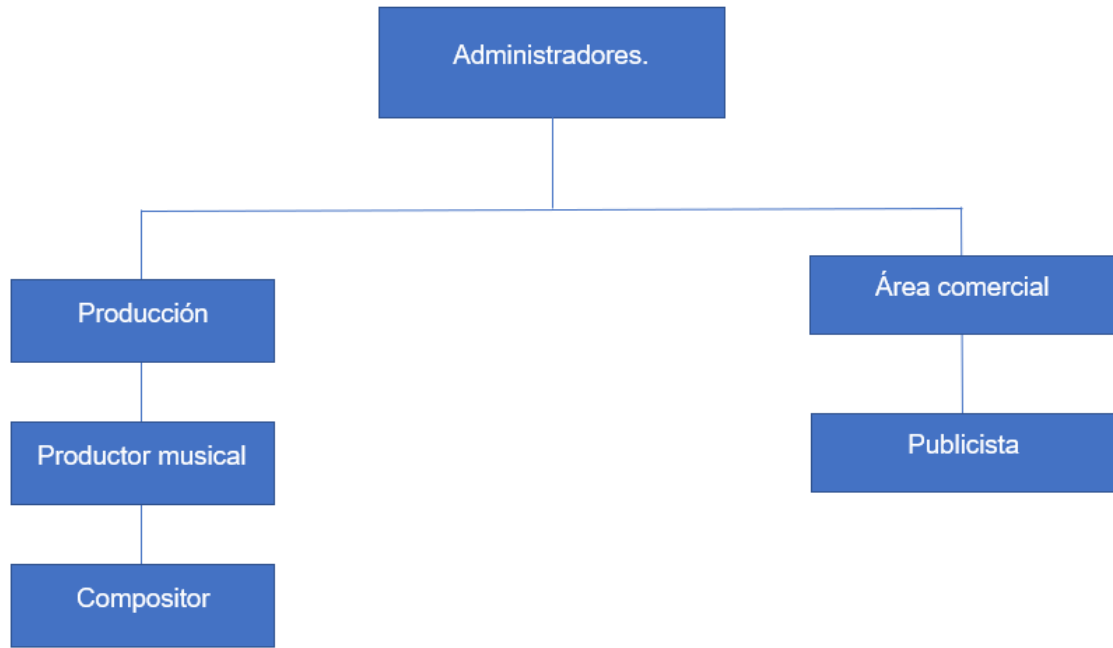 Administradores.
Producción
Área comercial
Productor musical
Publicista
Compositor